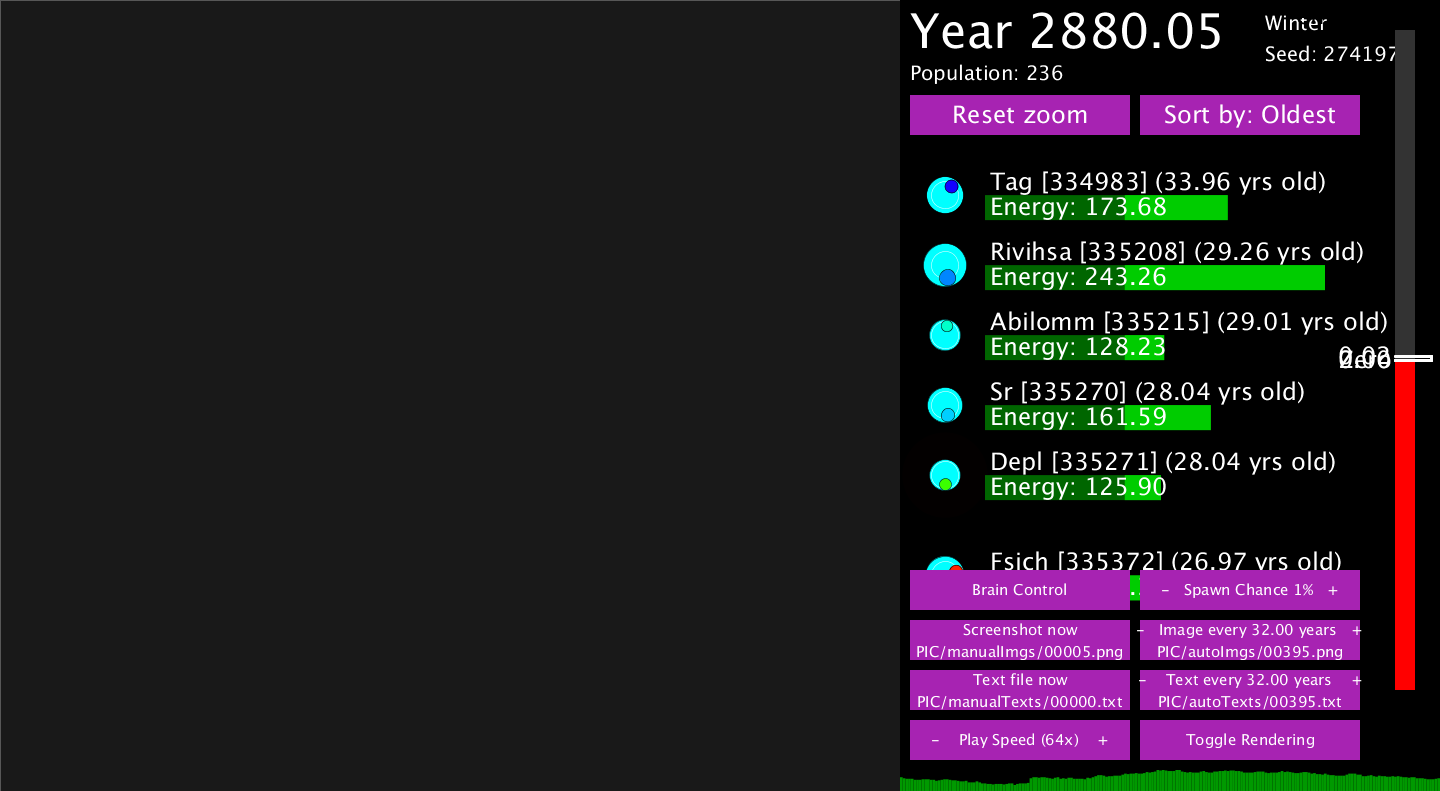 Year 2880.05
Winter
Seed: 274197
Population: 236
Reset zoom
Sort by: Oldest
Tag [334983] (33.96 yrs old)
Energy: 173.68
Rivihsa [335208] (29.26 yrs old)
Energy: 243.26
Abilomm [335215] (29.01 yrs old)
Energy: 128.23
Sr [335270] (28.04 yrs old)
Energy: 161.59
Depl [335271] (28.04 yrs old)
Energy: 125.90
Fsich [335372] (26.97 yrs old)
Brain Control
- Spawn Chance 1% +
Screenshot now
PIC/manualImgs/00005.png
- Image every 32.00 years +
PIC/autoImgs/00395.png
Text file now
PIC/manualTexts/00000.txt
- Text every 32.00 years +
PIC/autoTexts/00395.txt
- Play Speed (64x) +
Toggle Rendering